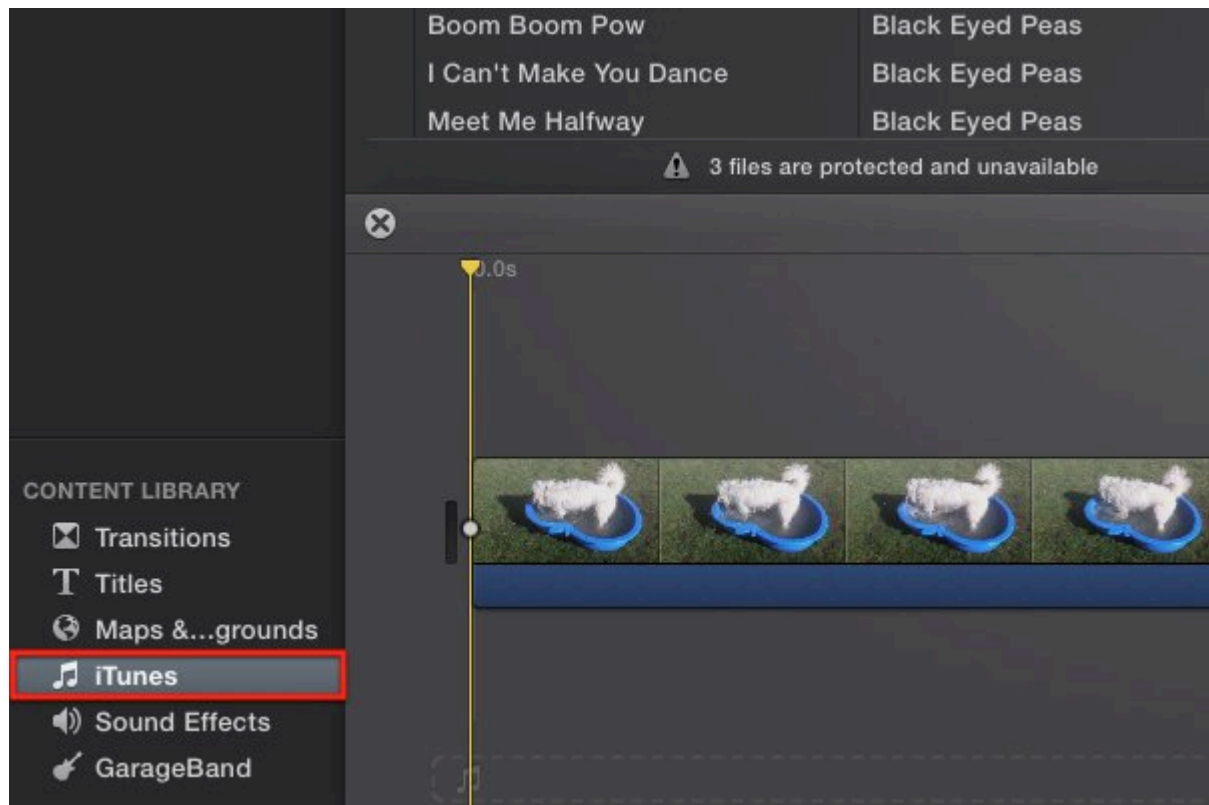 Boom Boom Pow Black Eyed Peas
I Can't Make You Dance Black Eyed Peas
Meet Me Halfway Black Eyed Peas
3 files are protected and unavailable
0.0s
CONTENT LIBRARY
Transitions
Titles
Maps &...grounds
iTunes
Sound Effects
GarageBand